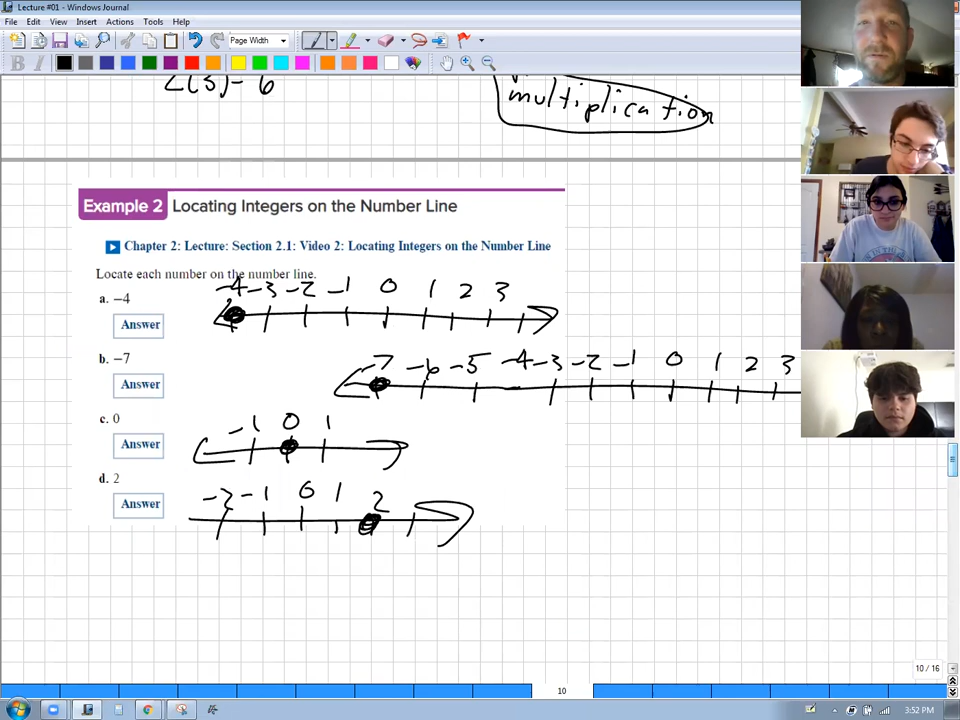 Lecture #01 - Windows Journal
File Edit View Insert Actions Tools Help
Page Width
B I
2(3) = 6
multiplication
Example 2 Locating Integers on the Number Line
Chapter 2: Lecture: Section 2.1: Video 2: Locating Integers on the Number Line
Locate each number on the number line.
-4 -3 -2 -1 0 1 2 3
a. −4
Answer
b. −7
-7 -6 -5 -4 -3 -2 -1 0 1 2 3
Answer
c. 0
-1 0 1
Answer
d. 2
-2 -1 0 1 2
Answer
10 / 16
10
3:52 PM